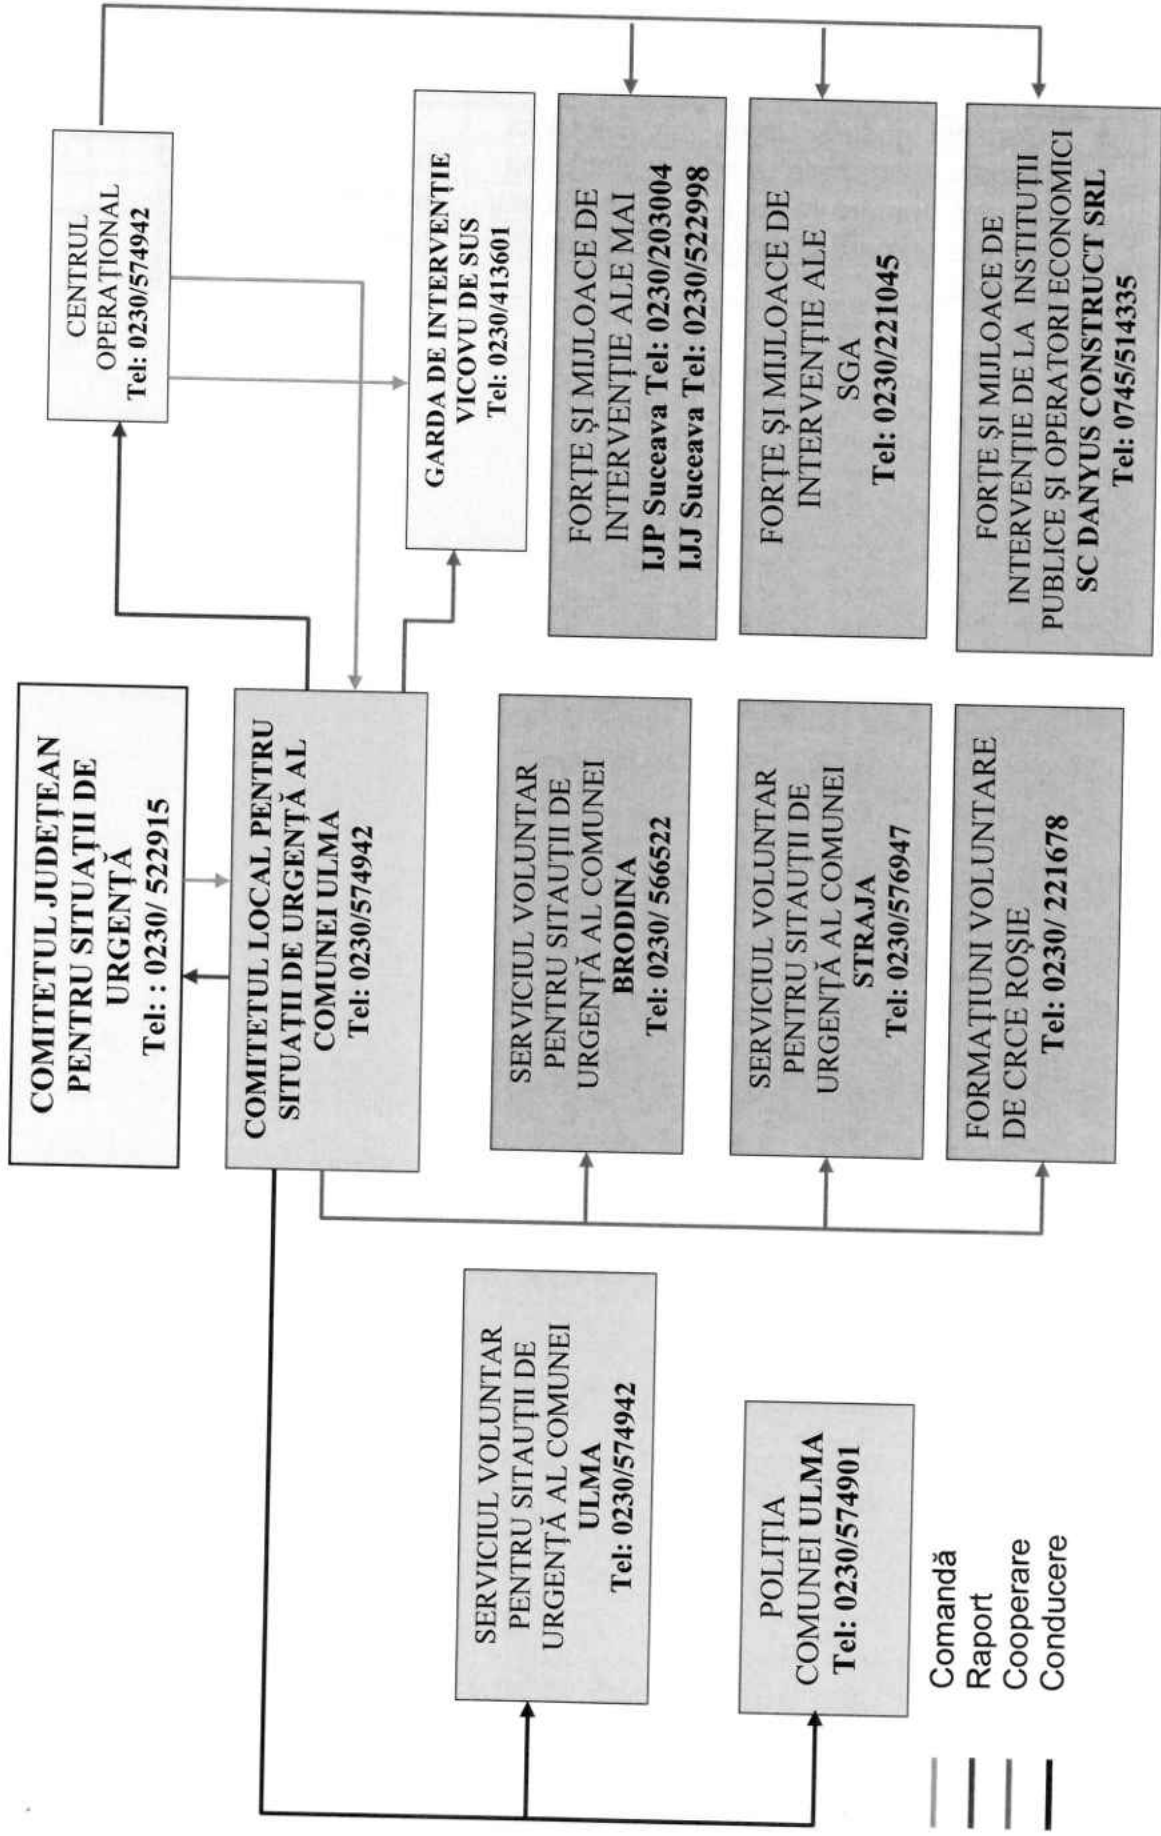 COMITETUL JUDEȚEAN
PENTRU SITUAȚII DE
URGENȚĂ
Tel: : 0230/ 522915
CENTRUL
OPERAȚIONAL
Tel: 0230/574942
COMITETUL LOCAL PENTRU
SITUAȚII DE URGENȚĂ AL
COMUNEI ULMA
Tel: 0230/574942
GARDA DE INTERVENȚIE
VICOVU DE SUS
Tel: 0230/413601
SERVICIUL VOLUNTAR
PENTRU SITAUȚII DE
URGENȚĂ AL COMUNEI
ULMA
Tel: 0230/574942
SERVICIUL VOLUNTAR
PENTRU SITAUȚII DE
URGENȚĂ AL COMUNEI
BRODINA
Tel: 0230/ 566522
FORȚE ȘI MIJLOACE DE
INTERVENȚIE ALE MAI
IJP Suceava Tel: 0230/203004
IJJ Suceava Tel: 0230/522998
POLIȚIA
COMUNEI ULMA
Tel: 0230/574901
SERVICIUL VOLUNTAR
PENTRU SITAUȚII DE
URGENȚĂ AL COMUNEI
STRAJA
Tel: 0230/576947
FORȚE ȘI MIJLOACE DE
INTERVENȚIE ALE
SGA
Tel: 0230/221045
FORMAȚIUNI VOLUNTARE
DE CRCE ROȘIE
Tel: 0230/ 221678
FORȚE ȘI MIJLOACE DE
INTERVENȚIE DE LA INSTITUȚII
PUBLICE ȘI OPERATORI ECONOMICI
SC DANYUS CONSTRUCT SRL
Tel: 0745/514335
Comandă
Raport
Cooperare
Conducere